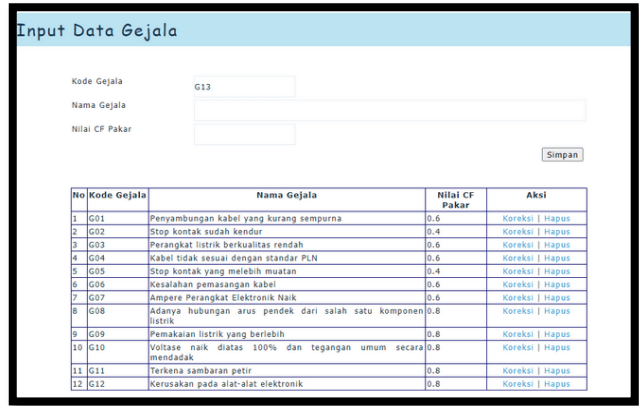 Input Data Gejala
Kode Gejala G13
Nama Gejala
Nilai CF Pakar
Simpan
No Kode Gejala Nama Gejala Nilai CF Pakar Aksi
1 G01 Penyambungan kabel yang kurang sempurna 0.6 Koreksi | Hapus
2 G02 Stop kontak sudah kendur 0.4 Koreksi | Hapus
3 G03 Perangkat listrik berkualitas rendah 0.6 Koreksi | Hapus
4 G04 Kabel tidak sesuai dengan standar PLN 0.6 Koreksi | Hapus
5 G05 Stop kontak yang melebih muatan 0.4 Koreksi | Hapus
6 G06 Kesalahan pemasangan kabel 0.6 Koreksi | Hapus
7 G07 Ampere Perangkat Elektronik Naik 0.6 Koreksi | Hapus
8 G08 Adanya hubungan arus pendek dari salah satu komponen 0.8 Koreksi | Hapus
listrik
9 G09 Pemakaian listrik yang berlebih 0.8 Koreksi | Hapus
10 G10 Voltase naik diatas 100% dan tegangan umum secara 0.8 Koreksi | Hapus
mendadak
11 G11 Terkena sambaran petir 0.8 Koreksi | Hapus
12 G12 Kerusakan pada alat-alat elektronik 0.8 Koreksi | Hapus